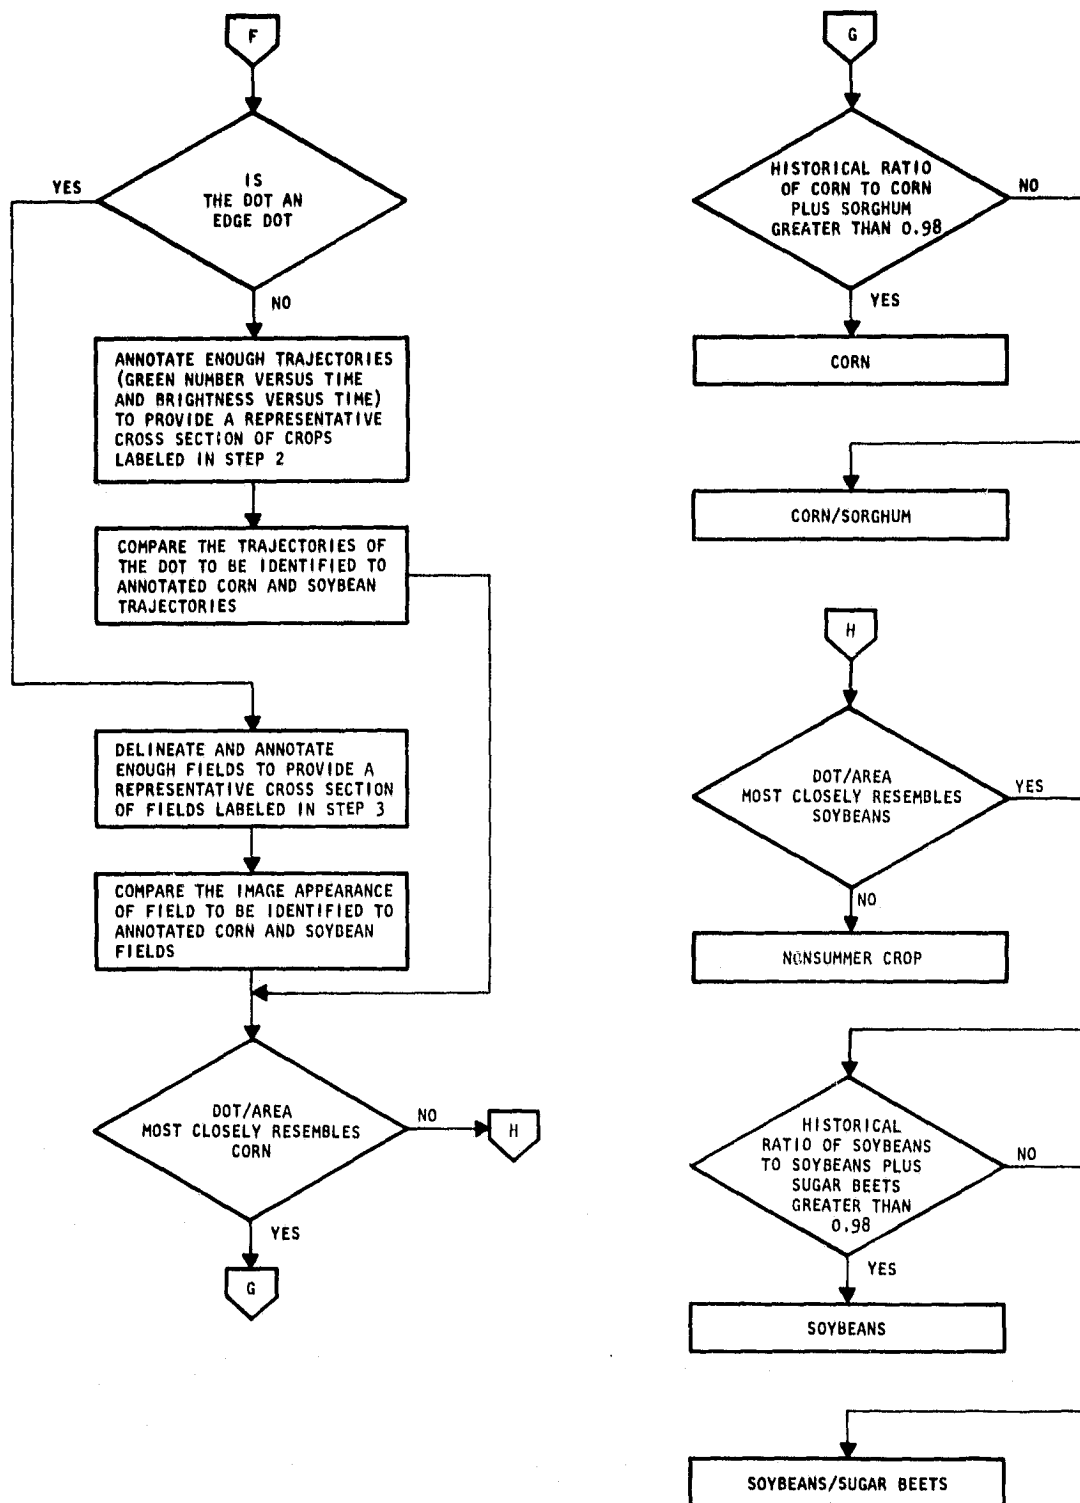 F
IS
THE DOT AN
EDGE DOT
YES
NO
ANNOTATE ENOUGH TRAJECTORIES
(GREEN NUMBER VERSUS TIME
AND BRIGHTNESS VERSUS TIME)
TO PROVIDE A REPRESENTATIVE
CROSS SECTION OF CROPS
LABELED IN STEP 2
COMPARE THE TRAJECTORIES OF
THE DOT TO BE IDENTIFIED TO
ANNOTATED CORN AND SOYBEAN
TRAJECTORIES
DELINEATE AND ANNOTATE
ENOUGH FIELDS TO PROVIDE A
REPRESENTATIVE CROSS SECTION
OF FIELDS LABELED IN STEP 3
COMPARE THE IMAGE APPEARANCE
OF FIELD TO BE IDENTIFIED TO
ANNOTATED CORN AND SOYBEAN
FIELDS
DOT/AREA
MOST CLOSELY RESEMBLES
CORN
NO
H
YES
G
G
HISTORICAL RATIO
OF CORN TO CORN
PLUS SORGHUM
GREATER THAN 0.98
NO
YES
CORN
CORN/SORGHUM
H
DOT/AREA
MOST CLOSELY RESEMBLES
SOYBEANS
YES
NO
NONSUMMER CROP
HISTORICAL
RATIO OF SOYBEANS
TO SOYBEANS PLUS
SUGAR BEETS
GREATER THAN
0.98
NO
YES
SOYBEANS
SOYBEANS/SUGAR BEETS